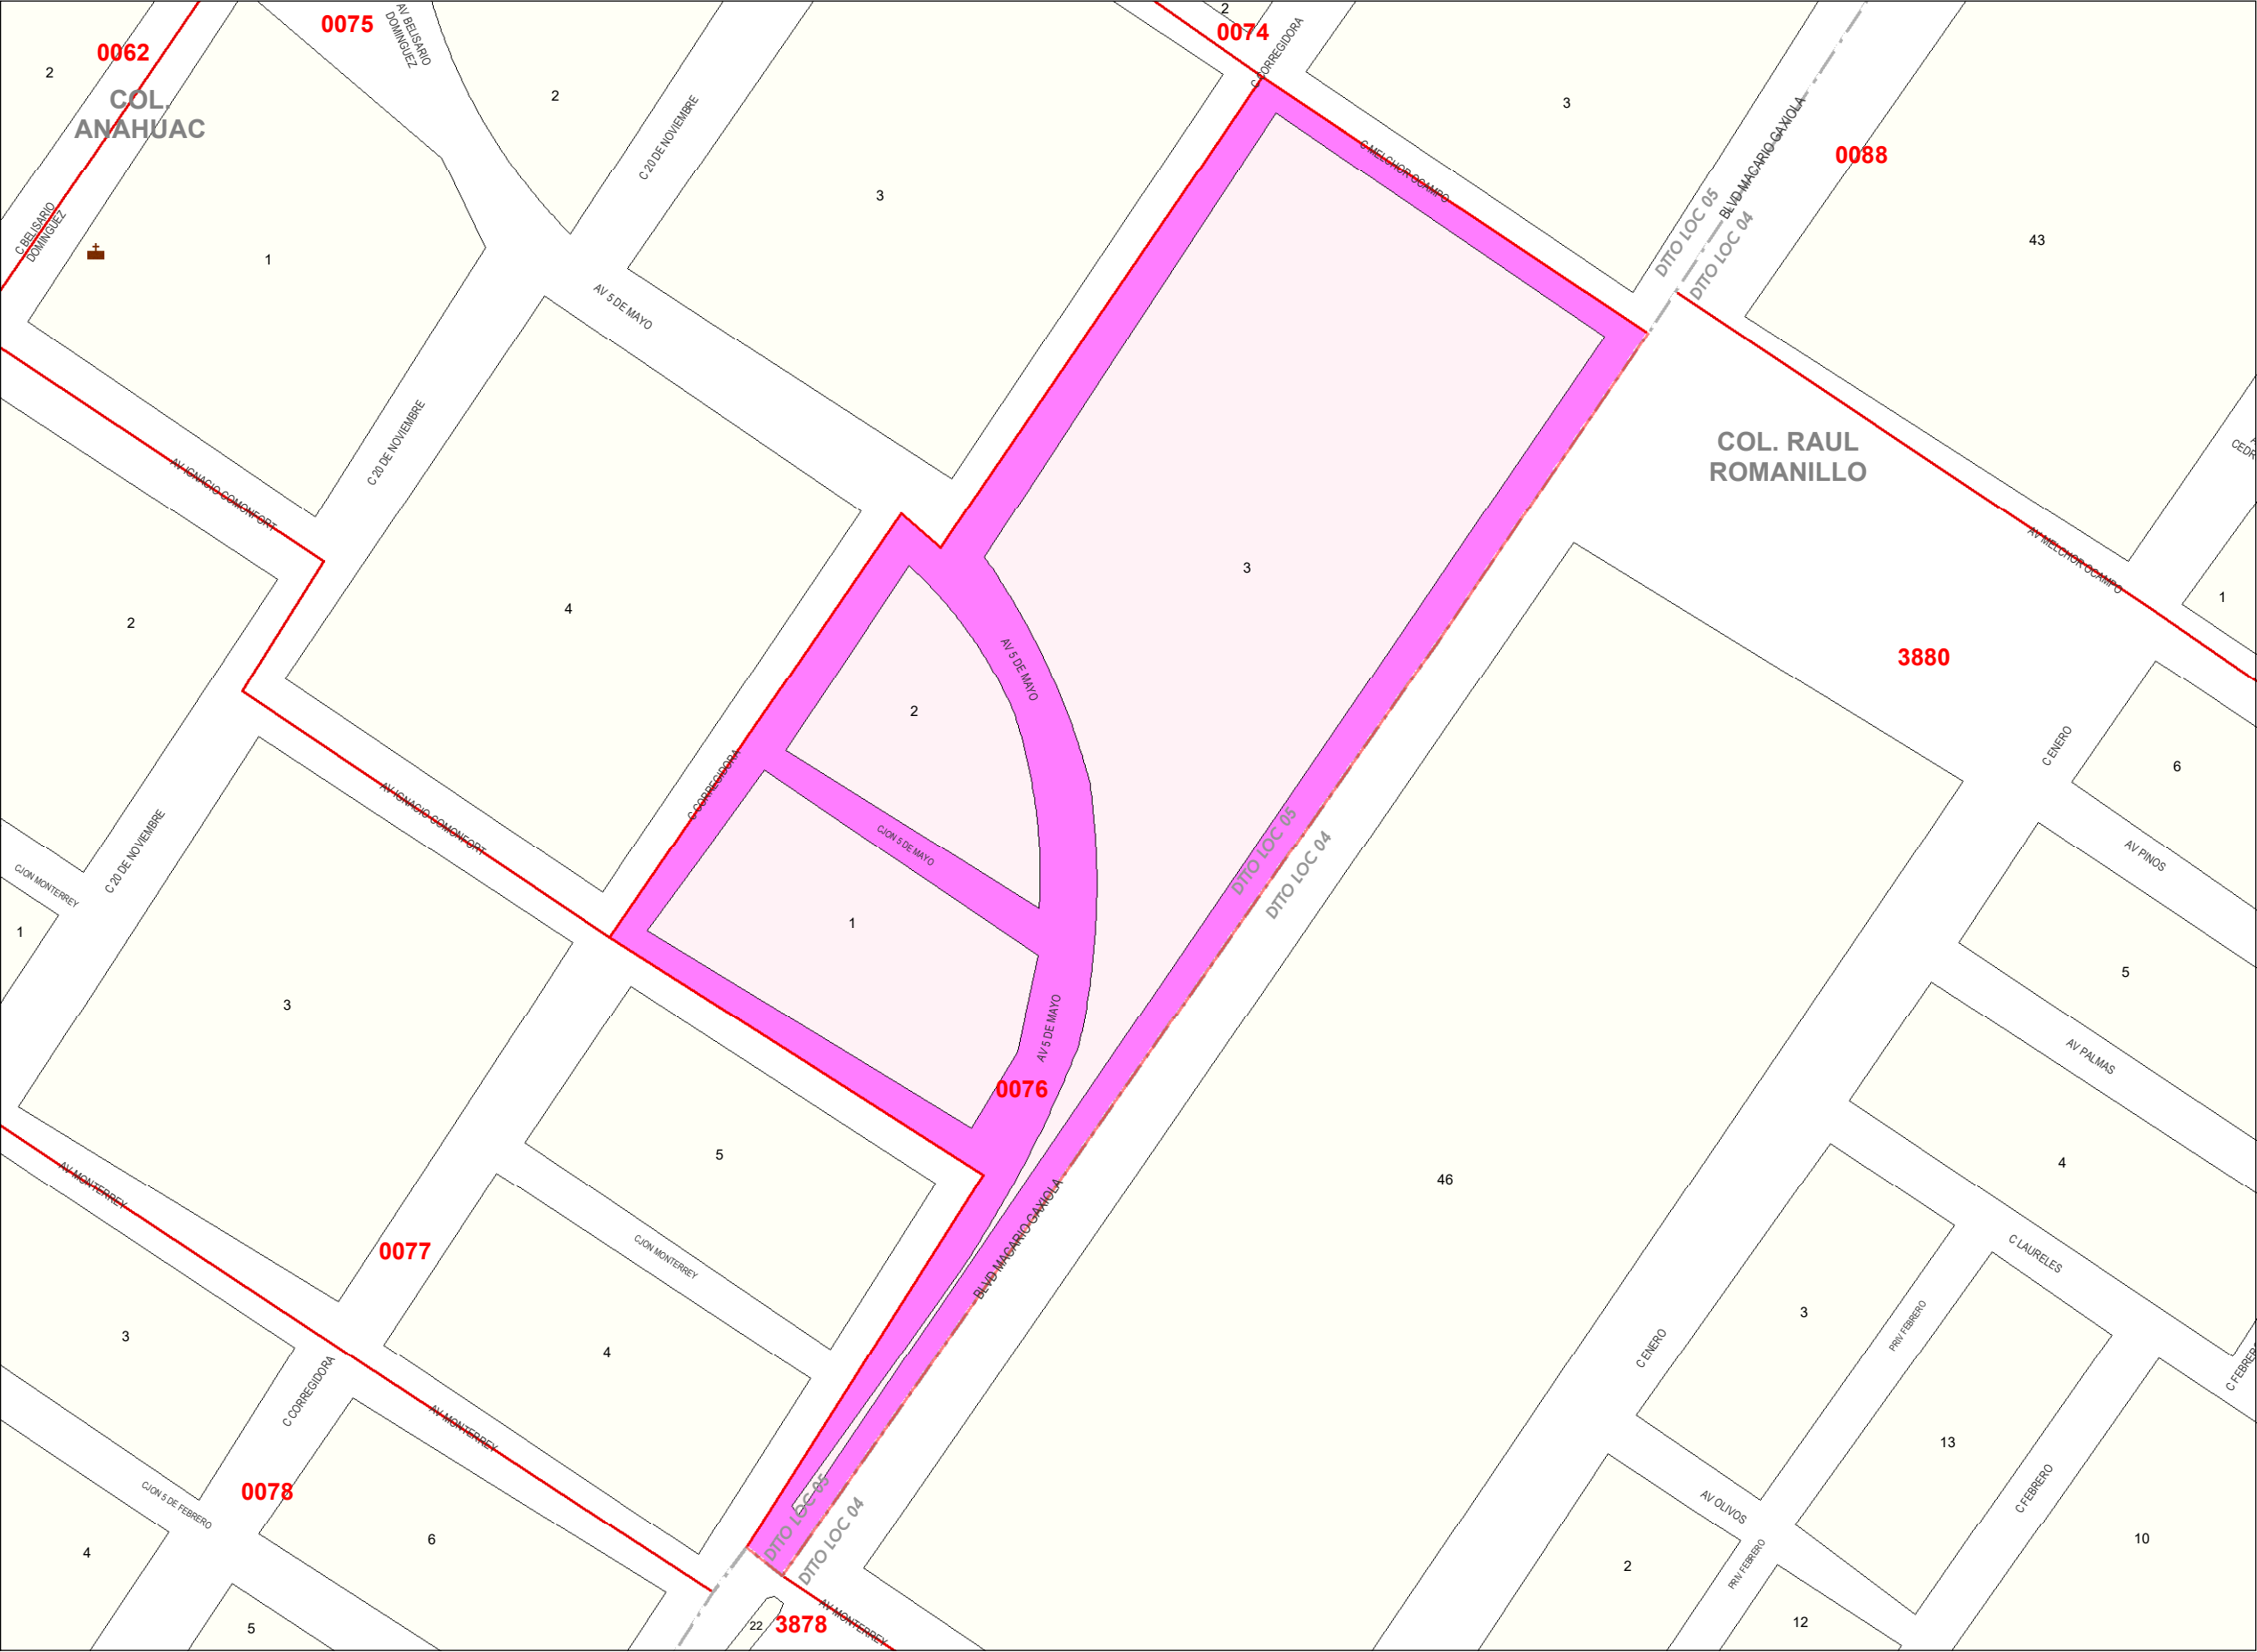 2
0062
COL.
ANAHUAC
0075
AV BELISARIO
DOMINGUEZ
2
C 20 DE NOVIEMBRE
3
2
0074
C CORREGIDORA
3
C MELCHOR OCAMPO
BLVD MACARIO GAXIOLA
0088
DTTO LOC 05
DTTO LOC 04
43
C BELISARIO
DOMINGUEZ
1
AV 5 DE MAYO
C 20 DE NOVIEMBRE
AV IGNACIO COMONFORT
COL. RAUL
ROMANILLO
CEDR
AV MELCHOR OCAMPO
1
3
4
2
AV 5 DE MAYO
3880
2
C ENERO
6
C CORREGIDORA
AV IGNACIO COMONFORT
C 20 DE NOVIEMBRE
CJON MONTERREY
CJON 5 DE MAYO
DTTO LOC 05
DTTO LOC 04
AV PINOS
1
1
5
3
AV 5 DE MAYO
AV PALMAS
0076
5
4
46
AV MONTERREY
BLVD MACARIO GAXIOLA
0077
CJON MONTERREY
C LAURELES
3
3
PRIV FEBRERO
4
C ENERO
C FEBRER
C CORREGIDORA
AV MONTERREY
13
0078
CJON 5 DE FEBRERO
DTTO LOC 05
DTTO LOC 04
C FEBRERO
AV OLIVOS
6
4
10
2
PRIV FEBRERO
5
22
3878
AV MONTERREY
12